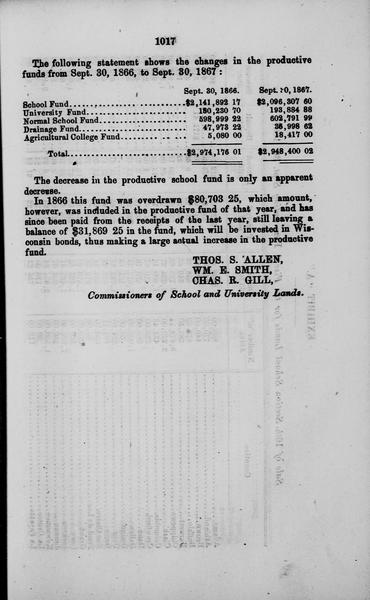 1017
The following statement shows the changes in the productive
funds from Sept. 30, 1866, to Sept. 30, 1867:
Sept. 30, 1866. Sept. :0, 1867.
School Fund........................... $2,141,892 17 $2,096,307 60
University Fund...................... 180,230 70 193,884 88
Normal School Fund.................. 598,999 22 602,791 99
Drainage Fund....................... 47,973 22 36,998 63
Agricultural College Fund........... 5,080 00 18,417 00
Total............................ $2,974,176 01 $2,948,400 02
The decrease in the productive school fund is only an apparent
decrease.
In 1866 this fund was overdrawn $80,703 25, which amount,
however, was included in the productive fund of that year, and has
since been paid from the receipts of the last year, still leaving a
balance of $31,869 25 in the fund, which will be invested in Wis-
consin bonds, thus making a large actual increase in the productive
fund.
THOS. S. ALLEN,
WM. E. SMITH,
CHAS. R. GILL,
Commissioners of School and University Lands.